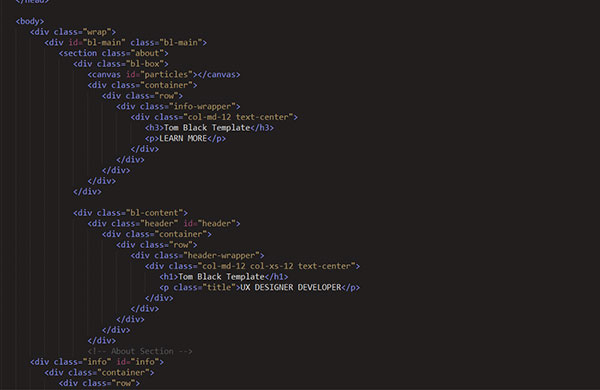 </head>
<body>
<div class="wrap">
<div id="bl-main" class="bl-main">
<section class="about">
<div class="bl-box">
<canvas id="particles"></canvas>
<div class="container">
<div class="row">
<div class="info-wrapper">
<div class="col-md-12 text-center">
<h3>Tom Black Template</h3>
<p>LEARN MORE</p>
</div>
</div>
</div>
</div>
</div>
<div class="bl-content">
<div class="header" id="header">
<div class="container">
<div class="row">
<div class="header-wrapper">
<div class="col-md-12 col-xs-12 text-center">
<h1>Tom Black Template</h1>
<p class="title">UX DESIGNER DEVELOPER</p>
</div>
</div>
</div>
</div>
</div>
<!-- About Section -->
<div class="info" id="info">
<div class="container">
<div class="row">